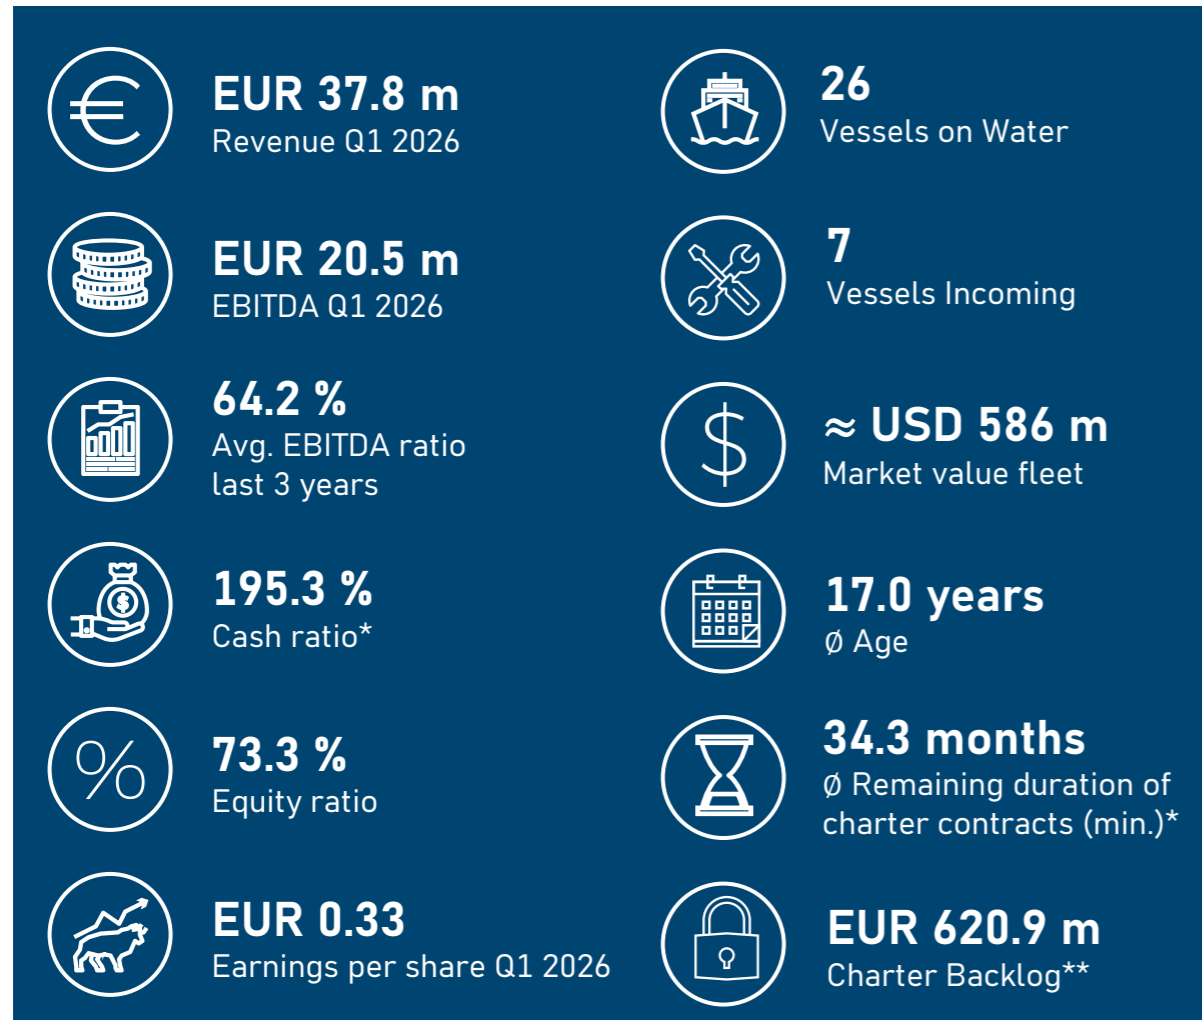 €
EUR 37.8 m
Revenue Q1 2026
EUR 20.5 m
EBITDA Q1 2026
64.2 %
Avg. EBITDA ratio
last 3 years
$
195.3 %
Cash ratio*
%
73.3 %
Equity ratio
EUR 0.33
Earnings per share Q1 2026
26
Vessels on Water
7
Vessels Incoming
$
≈ USD 586 m
Market value fleet
17.0 years
Ø Age
34.3 months
Ø Remaining duration of
charter contracts (min.)*
EUR 620.9 m
Charter Backlog**